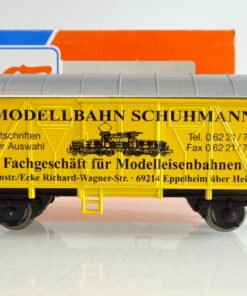 MODELLBAHN SCHUHMANN
tschriften Tel 0 62 21/7
Auswahl Fax 0 62 21/7
Fachgeschäft für Modelleisenbahnen
nstr./Ecke Richard-Wagner-Str. · 69214 Eppelheim über Hei